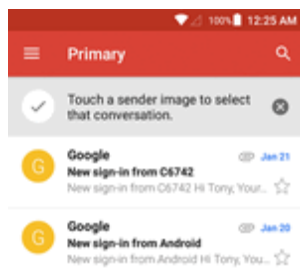 100% 12:25 AM
Primary
Touch a sender image to select
that conversation.
G
Google Jan 21
New sign-in from C6742
New sign-in from C6742 Hi Tony, Your..
G
Google Jan 20
New sign-in from Android
New sign-in from Android Hi Tony, You...